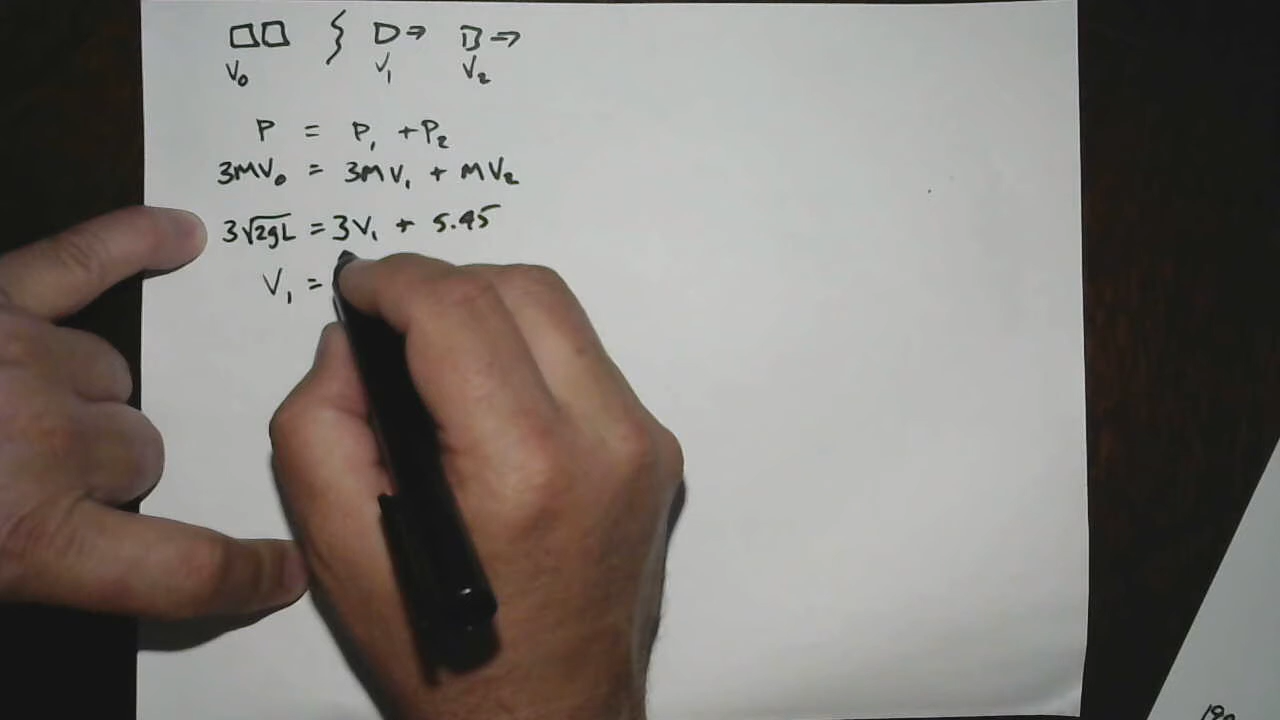 V₀ V₁ V₂
P = P₁ + P₂
3MV₀ = 3MV₁ + MV₂
3√2gL = 3V₁ + 5.45
V₁ =